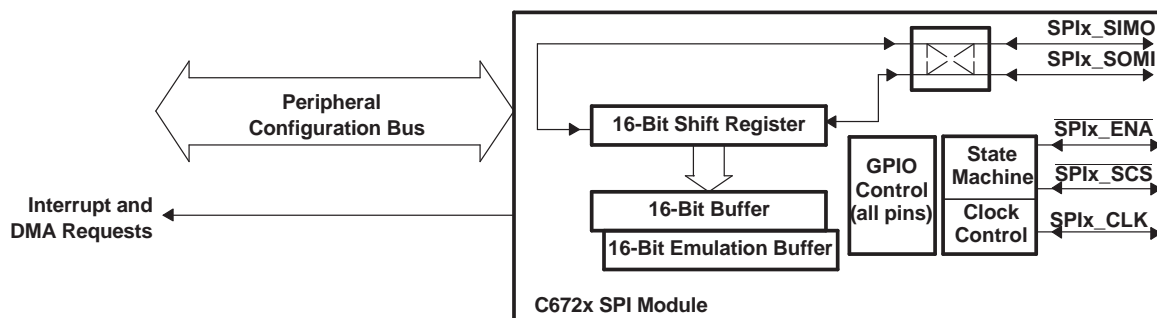 SPIx_SIMO
SPIx_SOMI
Peripheral
Configuration Bus
16-Bit Shift Register
SPIx_ENA
State
Machine
GPIO
Control
(all pins)
SPIx_SCS
Interrupt and
DMA Requests
16-Bit Buffer
Clock
Control
SPIx_CLK
16-Bit Emulation Buffer
C672x SPI Module